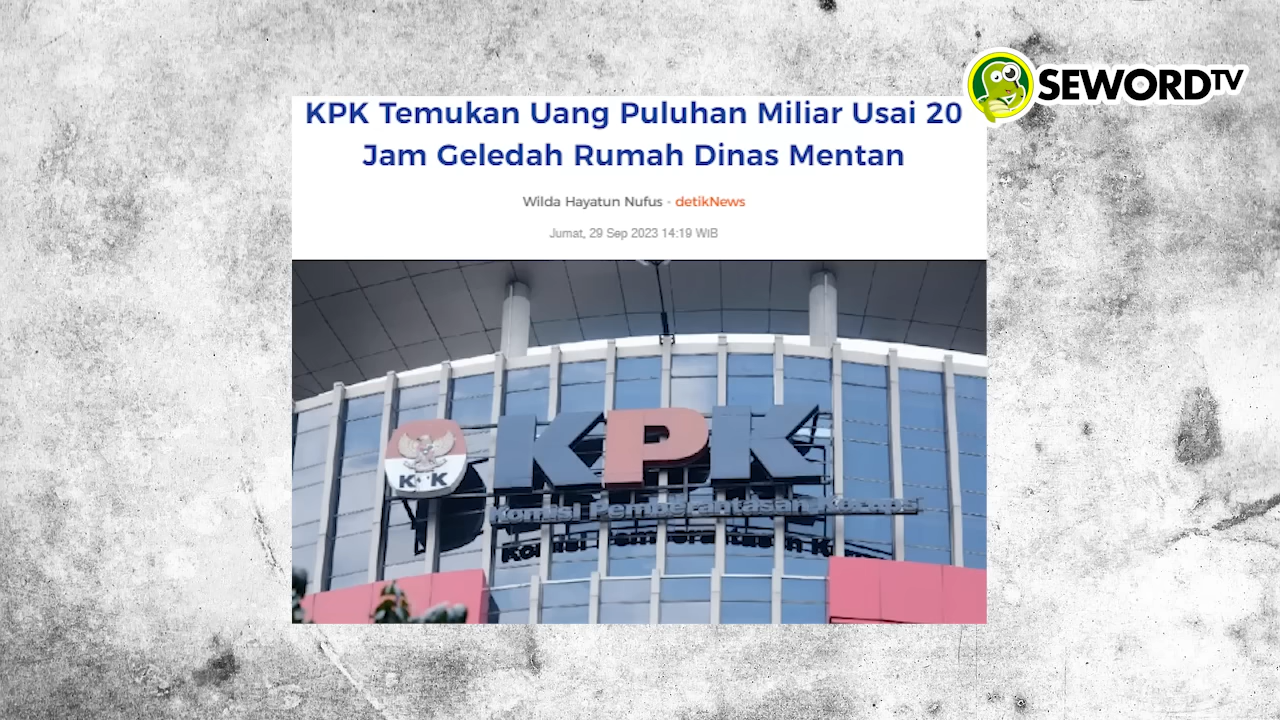 SEWORDTV
KPK Temukan Uang Puluhan Miliar Usai 20
Jam Geledah Rumah Dinas Mentan
Wilda Hayatun Nufus - detikNews
Jumat, 29 Sep 2023 14:19 WIB
KPK
KPK
Komisi Pemberantasan Korupsi